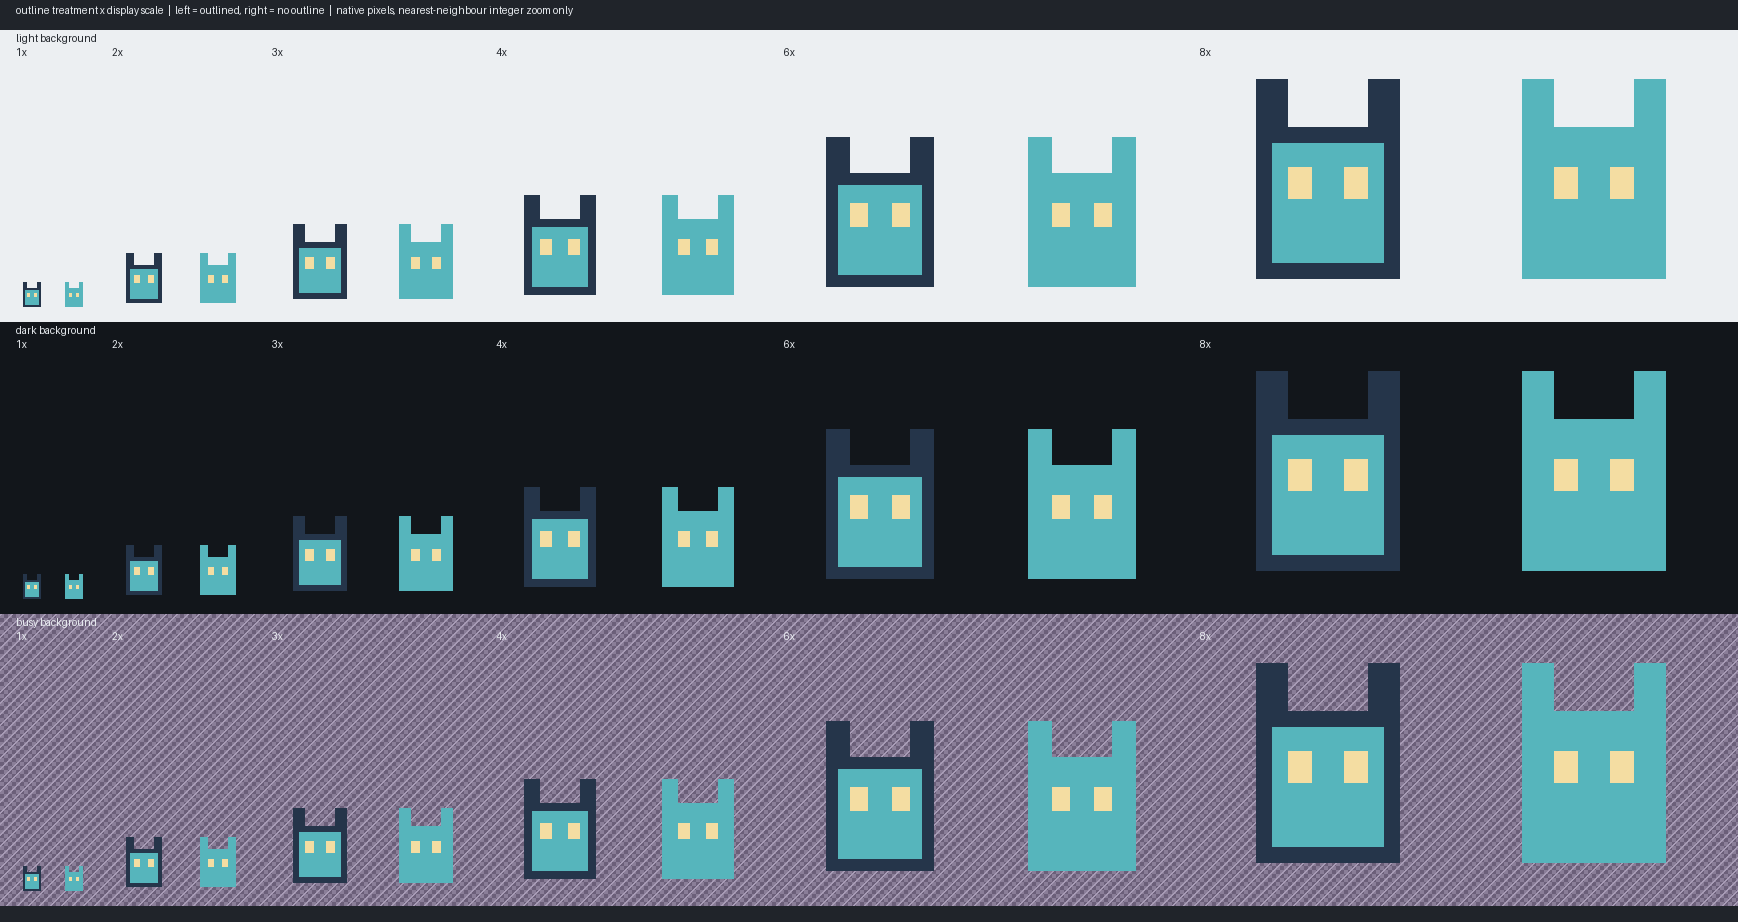 outline treatment x display scale | left = outlined, right = no outline | native pixels, nearest-neighbour integer zoom only
light background
1x 2x 3x 4x 6x 8x
dark background
1x 2x 3x 4x 6x 8x
busy background
1x 2x 3x 4x 6x 8x